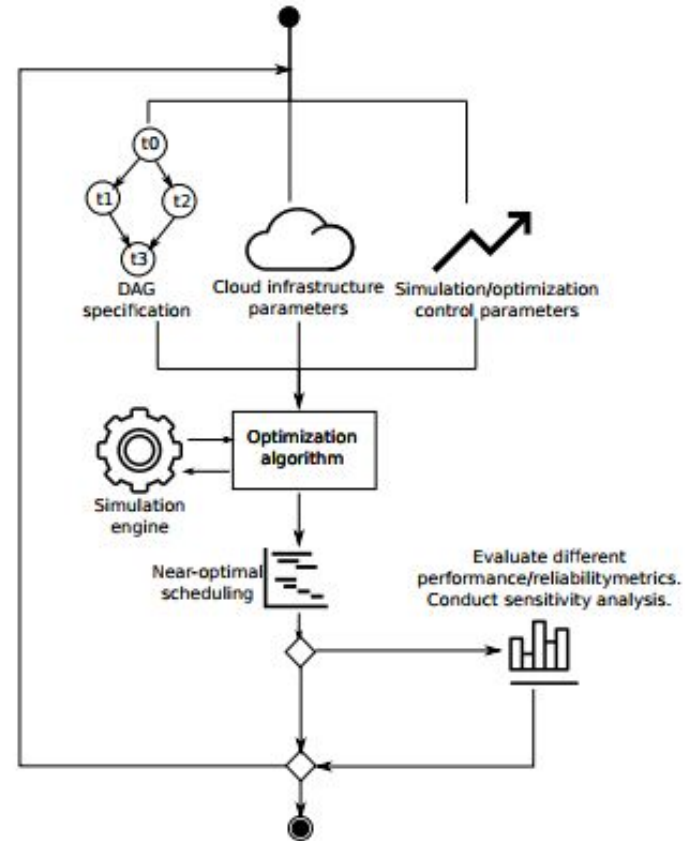 t0
t1
t2
t3
DAG
specification
Cloud infrastructure
parameters
Simulation/optimization
control parameters
Optimization
algorithm
Simulation
engine
Near-optimal
scheduling
Evaluate different
performance/reliabilitymetrics.
Conduct sensitivity analysis.